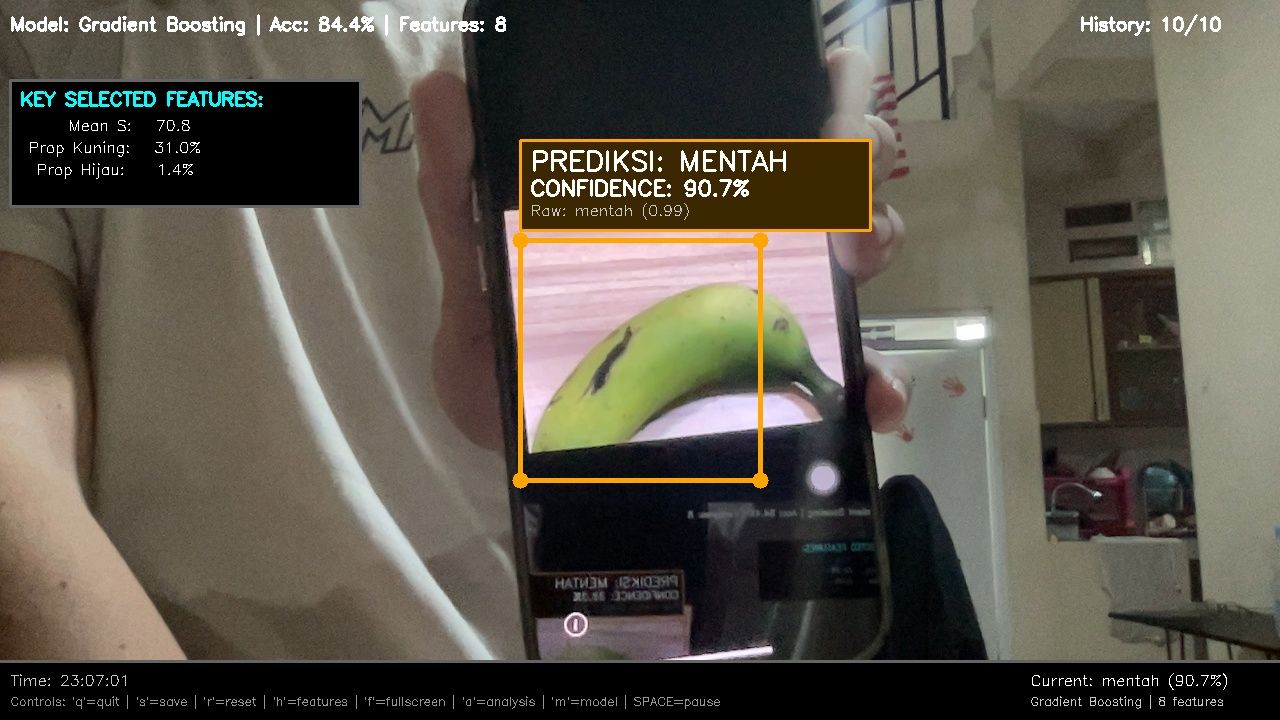 Model: Gradient Boosting | Acc: 84.4% | Features: 8
History: 10/10
KEY SELECTED FEATURES:
Mean S: 70.8
Prop Kuning: 31.0%
Prop Hijau: 1.4%
PREDIKSI: MENTAH
CONFIDENCE: 90.7%
Raw: mentah (0.99)
PREDIKSI: MENTAH
CONFIDENCE:
Time: 23:07:01
Current: mentah (90.7%)
Controls: 'q'=quit | 's'=save | 'r'=reset | 'h'=features | 'f'=fullscreen | 'a'=analysis | 'm'=model | SPACE=pause
Gradient Boosting | 8 features